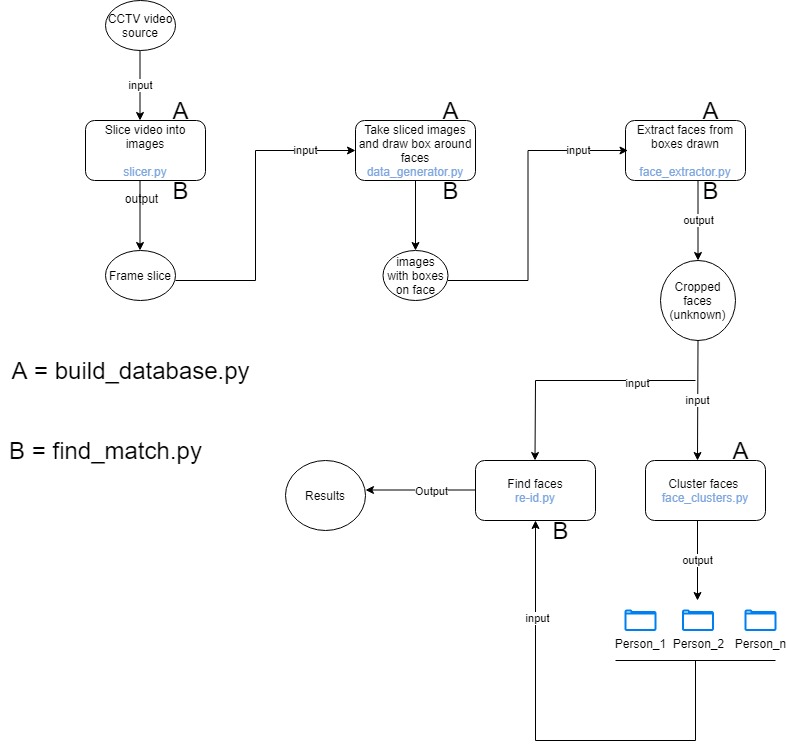 CCTV video
source
input
A
Slice video into
images
slicer.py
B
output
Frame slice
input
A
Take sliced images
and draw box around
faces
data_generator.py
B
images
with boxes
on face
input
A
Extract faces from
boxes drawn
face_extractor.py
B
output
Cropped
faces
(unknown)
A = build_database.py
B = find_match.py
input
input
A
Cluster faces
face_clusters.py
Find faces
re-id.py
B
Output
Results
output
Person_1
Person_2
Person_n
input